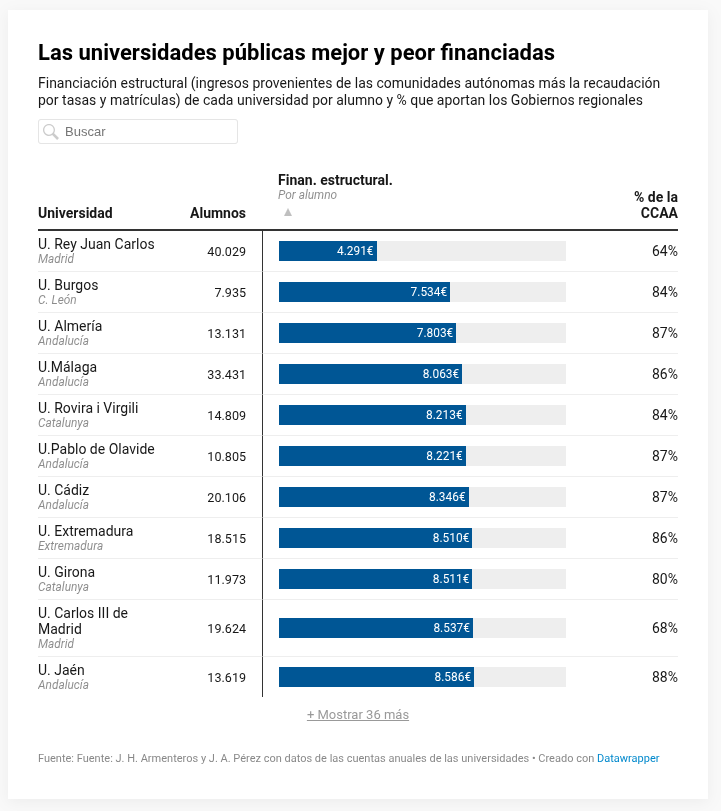 Las universidades públicas mejor y peor financiadas
Financiación estructural (ingresos provenientes de las comunidades autónomas más la recaudación
por tasas y matrículas) de cada universidad por alumno y % que aportan los Gobiernos regionales
Buscar
Finan. estructural.
Por alumno
▲
% de la
CCAA
Universidad Alumnos
U. Rey Juan Carlos
Madrid
40.029 4.291€ 64%
U. Burgos
C. León
7.935 7.534€ 84%
U. Almería
Andalucía
13.131 7.803€ 87%
U.Málaga
Andalucía
33.431 8.063€ 86%
U. Rovira i Virgili
Catalunya
14.809 8.213€ 84%
U.Pablo de Olavide
Andalucía
10.805 8.221€ 87%
U. Cádiz
Andalucía
20.106 8.346€ 87%
U. Extremadura
Extremadura
18.515 8.510€ 86%
U. Girona
Catalunya
11.973 8.511€ 80%
U. Carlos III de
Madrid
Madrid
19.624 8.537€ 68%
U. Jaén
Andalucía
13.619 8.586€ 88%
+ Mostrar 36 más
Fuente: Fuente: J. H. Armenteros y J. A. Pérez con datos de las cuentas anuales de las universidades • Creado con Datawrapper